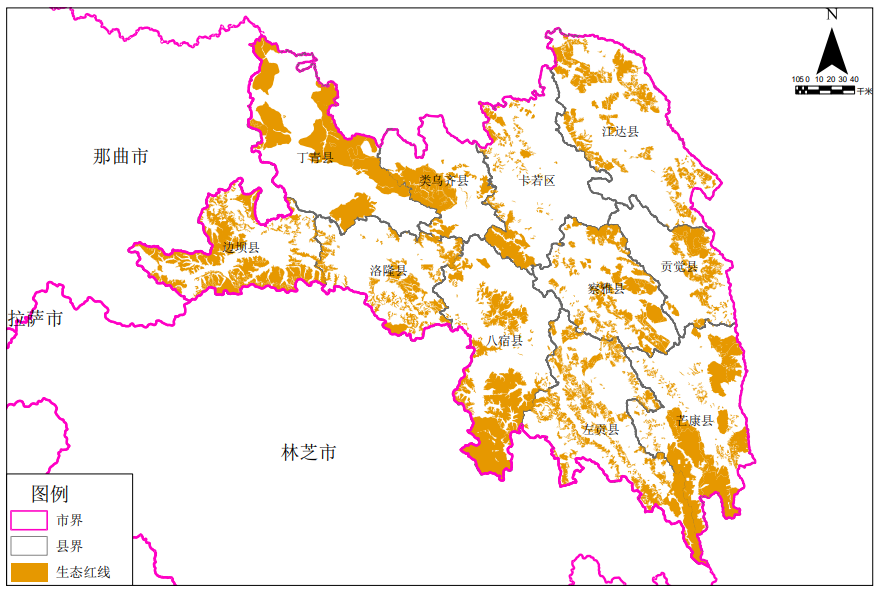 N
105 0 10 20 30 40
千米
江达县
那曲市
丁青县
类乌齐县
卡若区
边坝县
洛隆县
贡觉县
察雅县
拉萨市
八宿县
芒康县
左贡县
林芝市
图例
市界
县界
生态红线